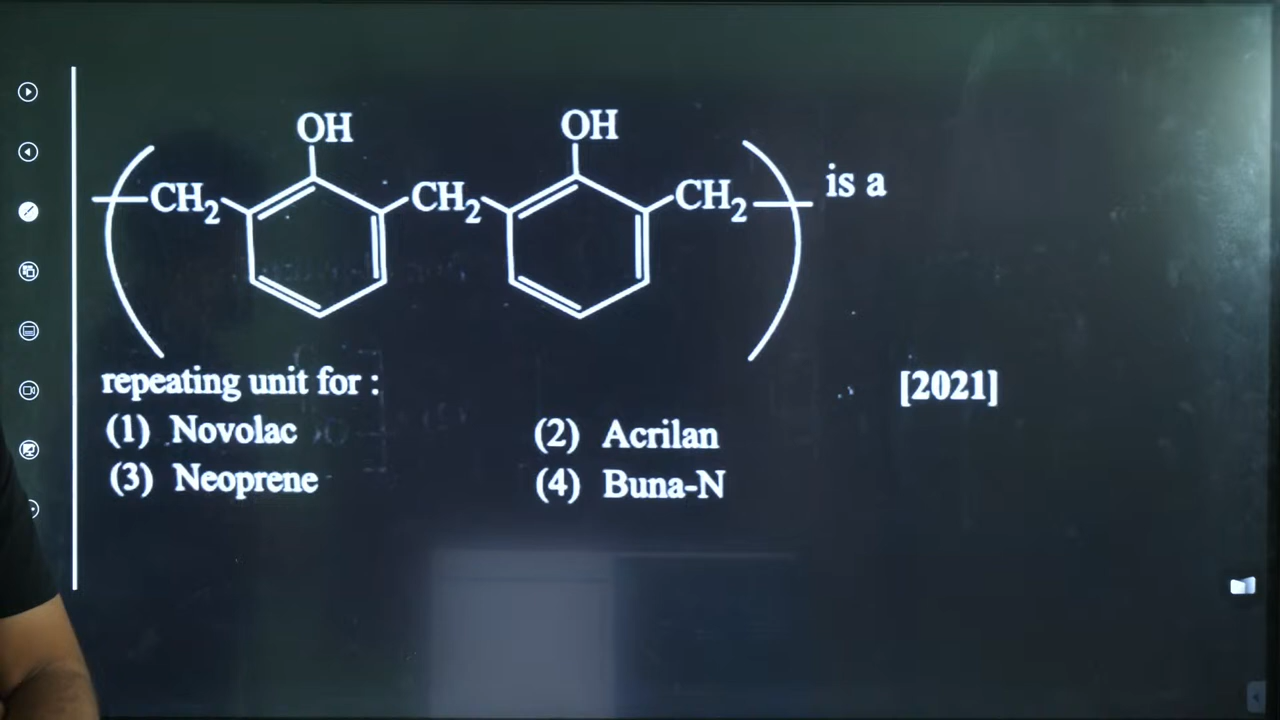 OH OH
CH₂ CH₂ CH₂ is a
repeating unit for :
[2021]
(1) Novolac (2) Acrilan
(3) Neoprene (4) Buna-N